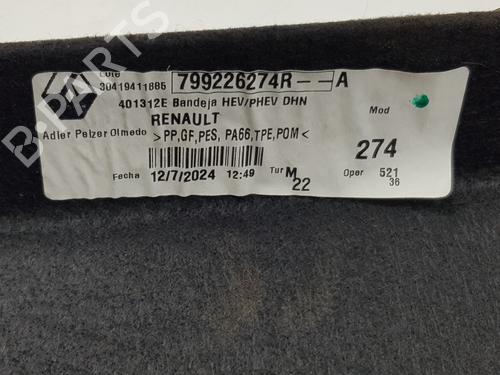 Lote
30419411886 799226274R--A
401312E Bandeja HEV/PHEV DHN
RENAULT
Mod
Adler Pelzer Olmedo >PP,GF,PES, PA66,TPE,POM<
274
Fecha 12/7/2024 12:49 Tur M
22
Oper 521
36
B-PARTS